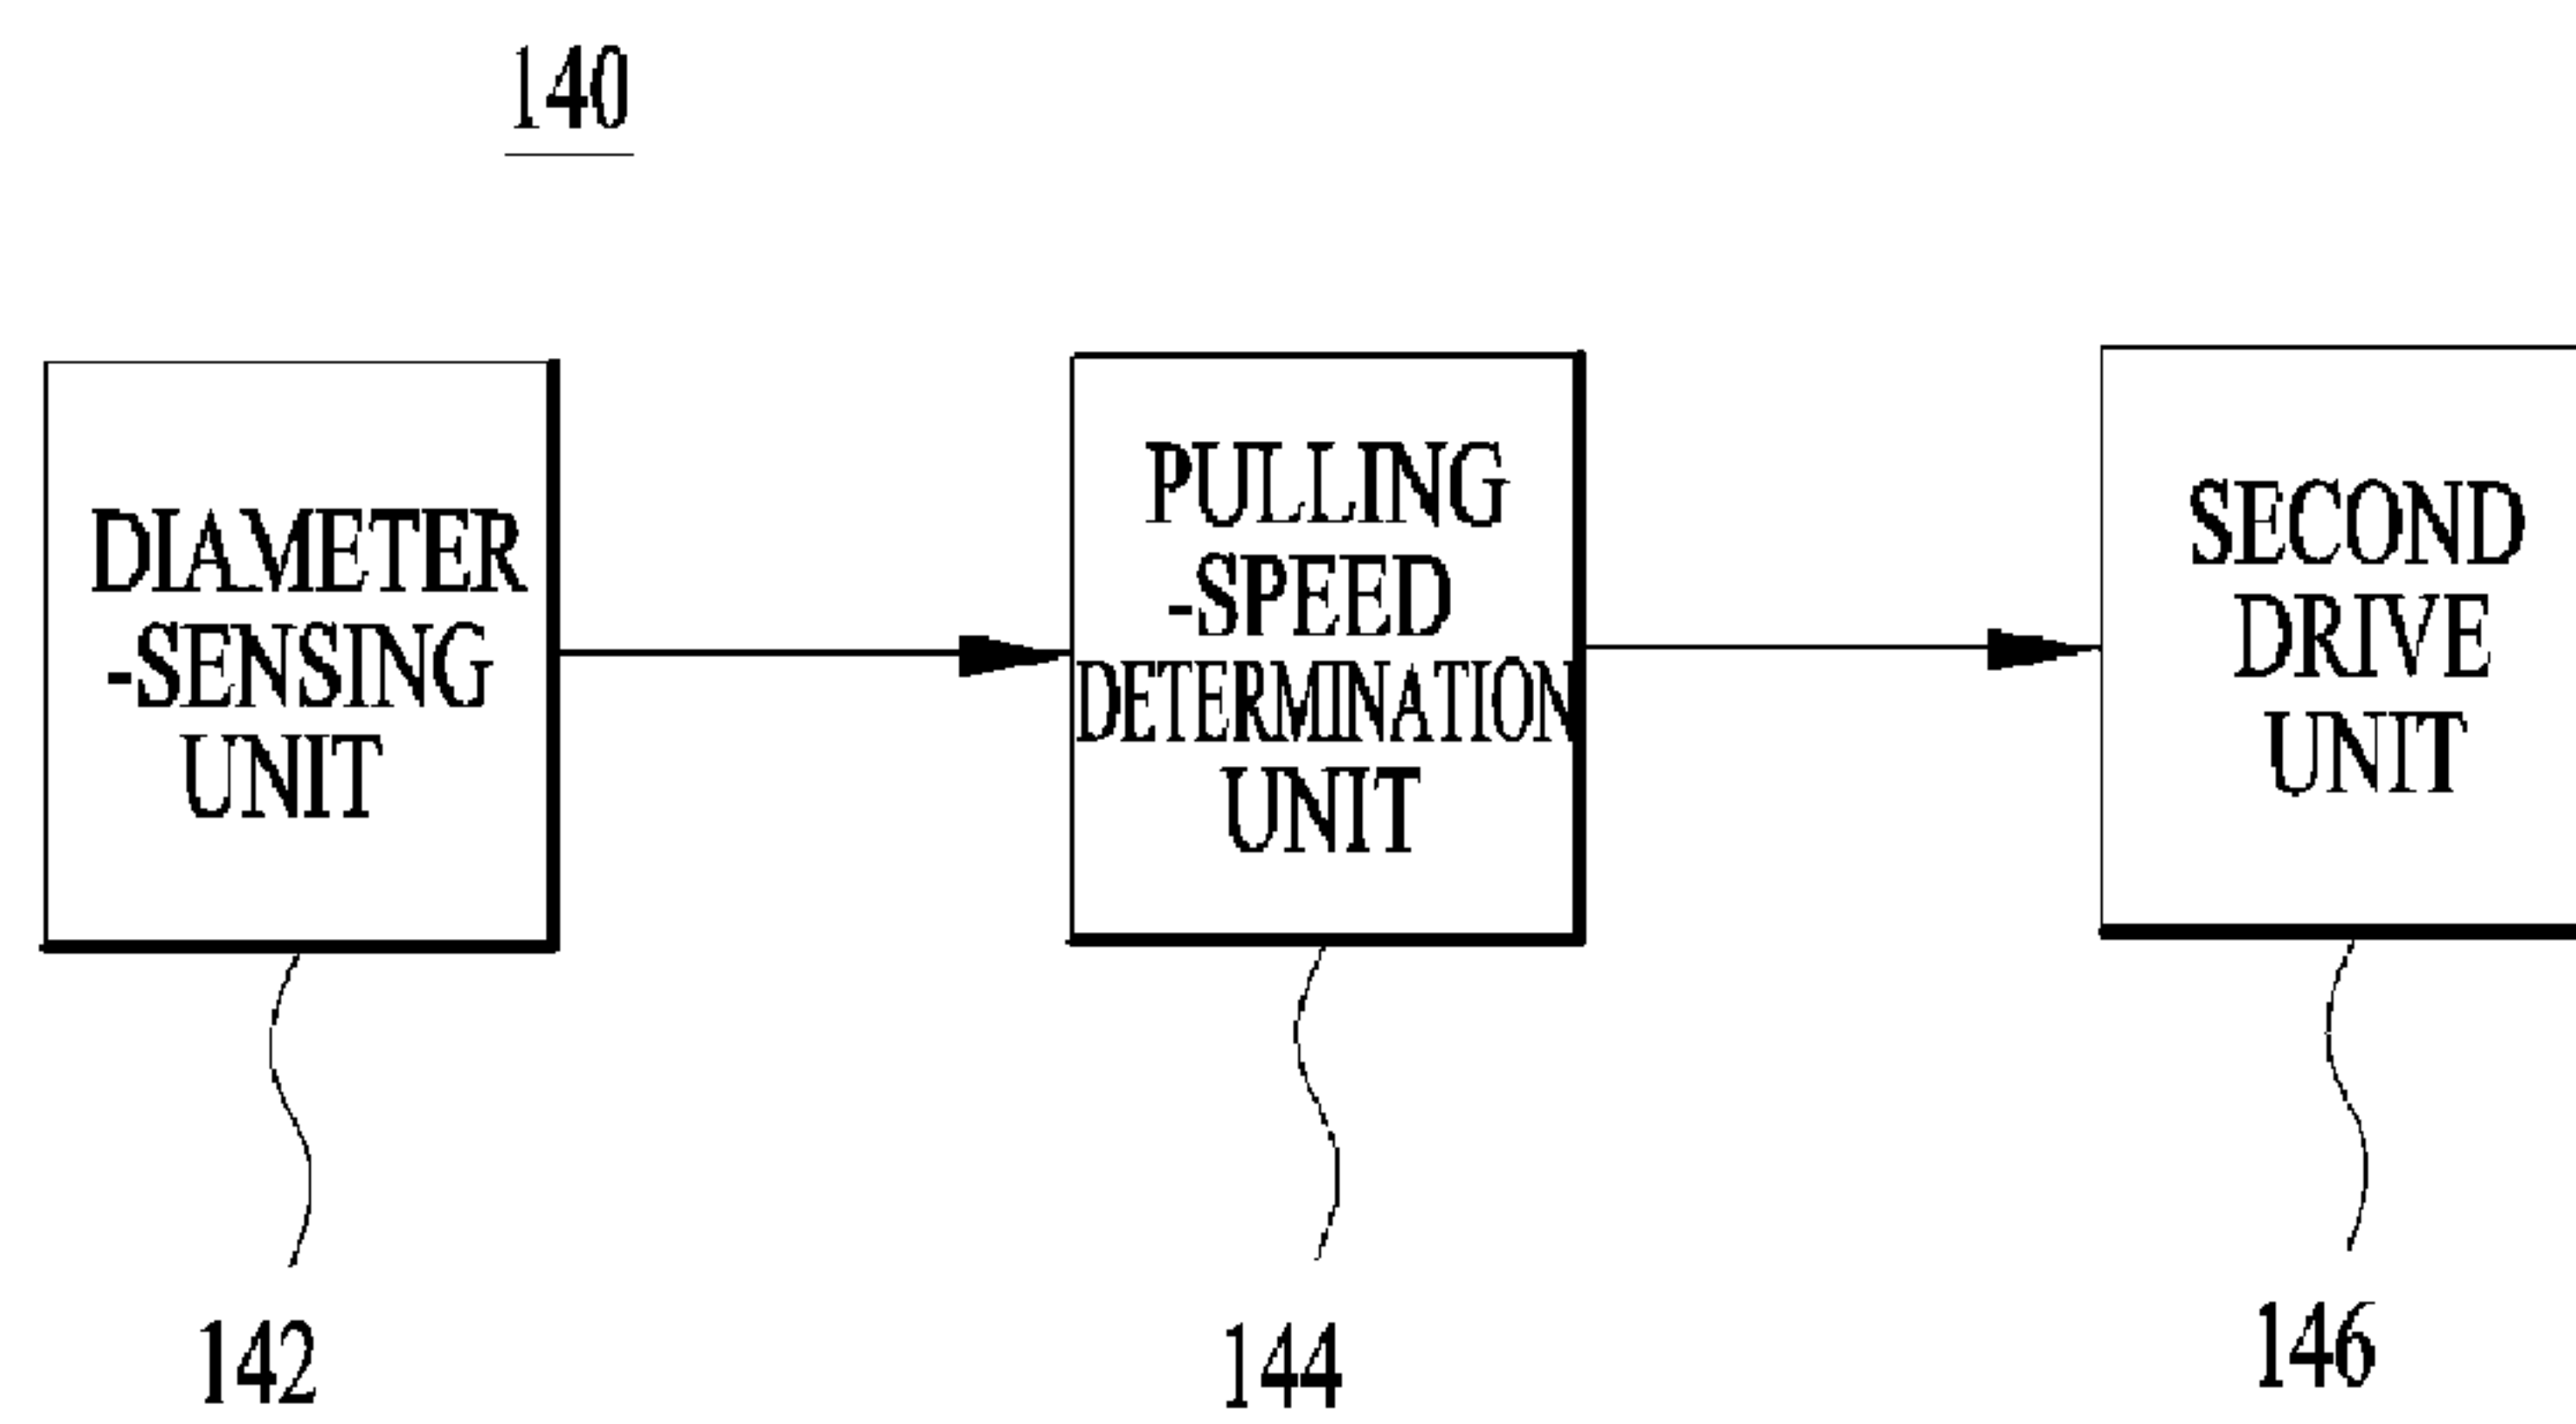 140
DIAMETER
-SENSING
UNIT
PULLING
-SPEED
DETERMINATION
UNIT
SECOND
DRIVE
UNIT
142
144
146